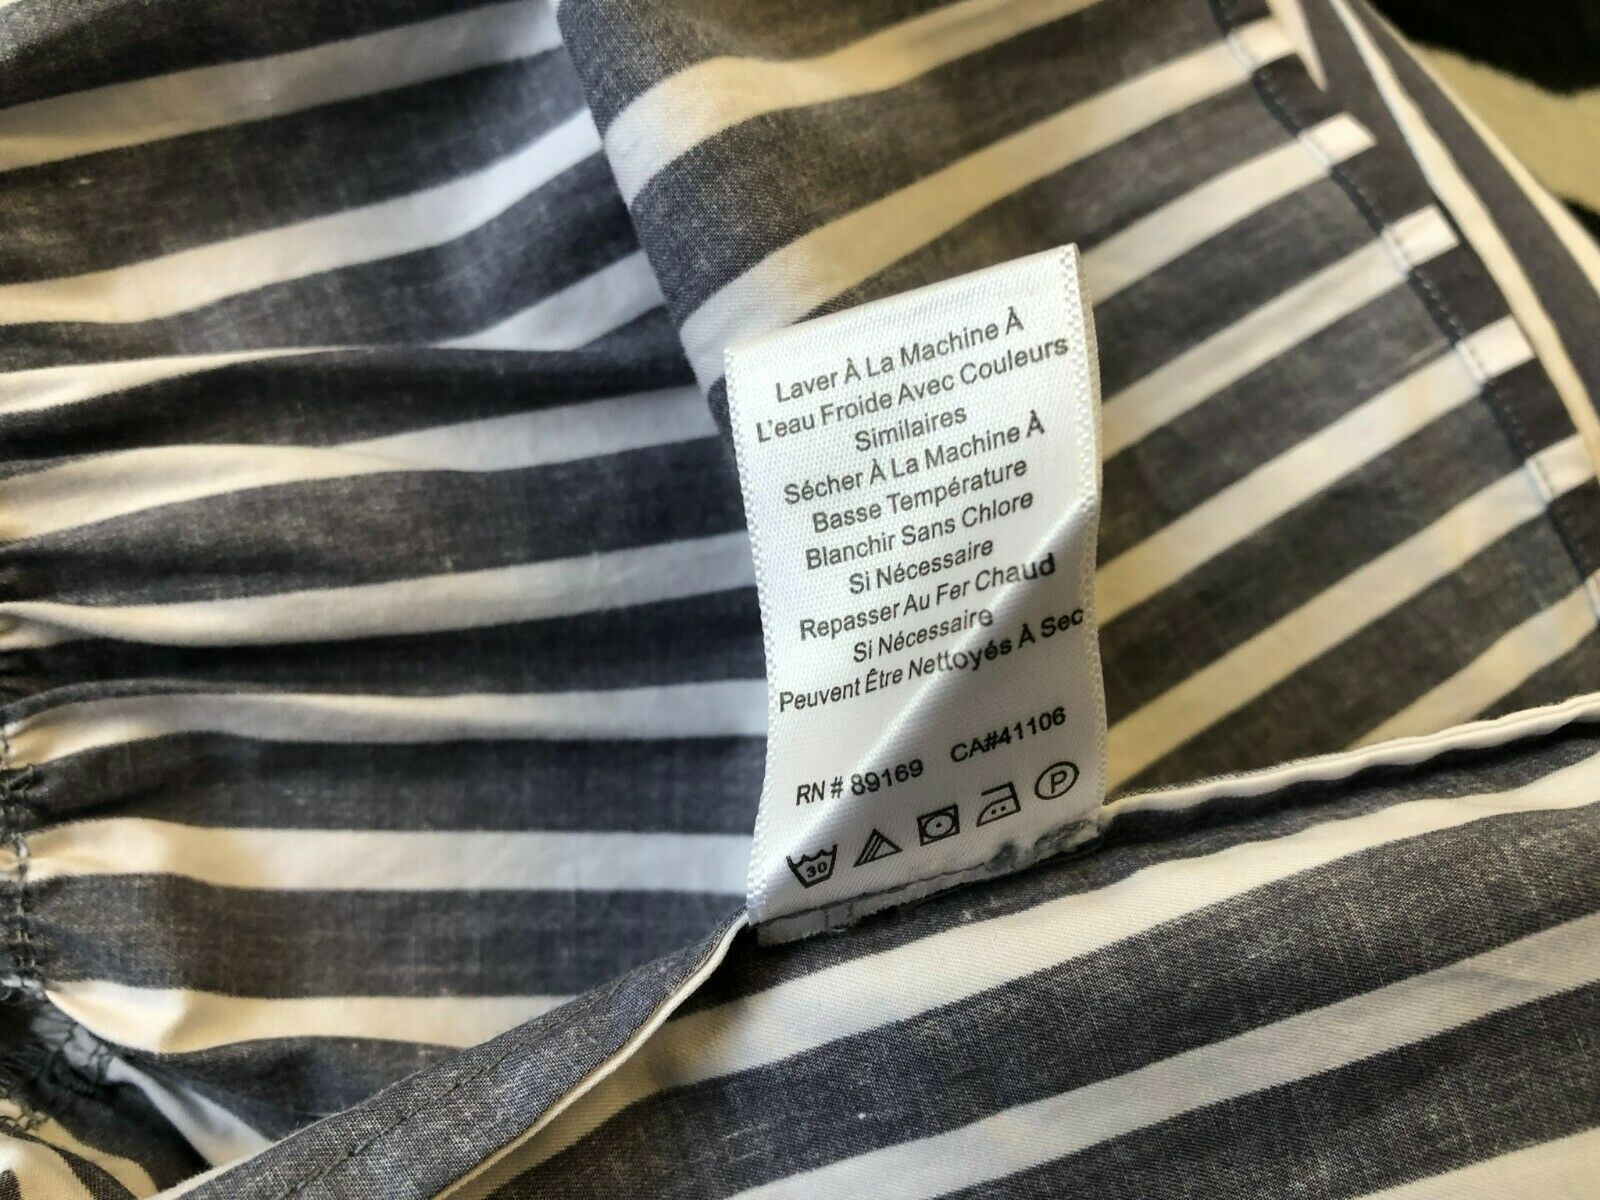 Laver À La Machine À
L'eau Froide Avec Couleurs
Similaires
Sécher À La Machine À
Basse Température
Blanchir Sans Chlore
Si Nécessaire
Repasser Au Fer Chaud
Si Nécessaire
Peuvent Être Nettoyés À Sec
RN # 89169 CA#41106
30 P